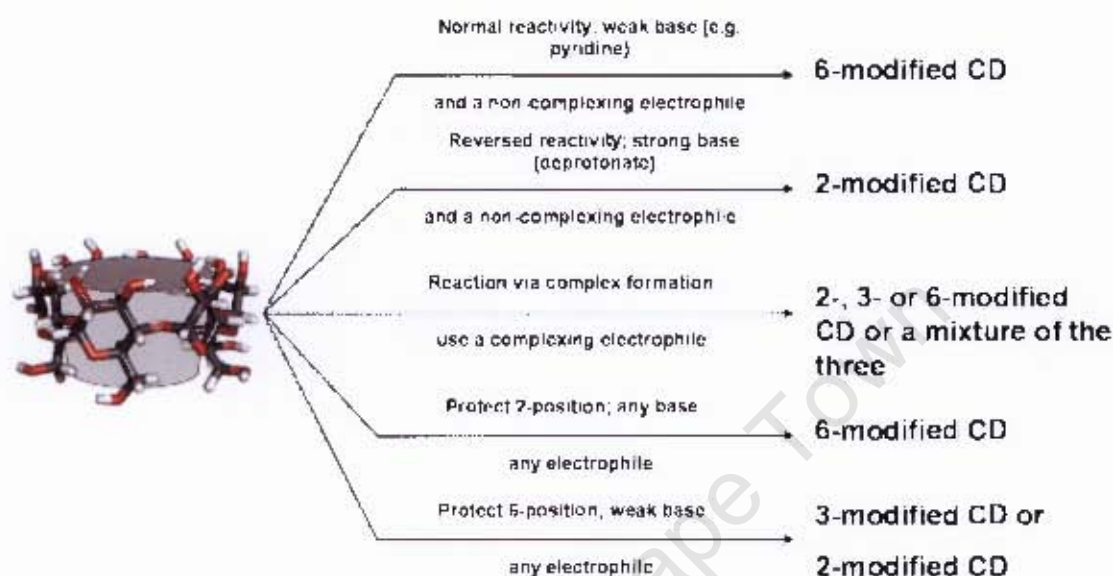 Normal reactivity, weak base (e.g.
pyridine)
6-modified CD
and a non-complexing electrophile
Reversed reactivity; strong base
(deprotonate)
2-modified CD
and a non-complexing electrophile
Reaction via complex formation
2-, 3- or 6-modified
CD or a mixture of the
three
use a complexing electrophile
Protect 2-position; any base
6-modified CD
any electrophile
Protect 6-position, weak base
3-modified CD or
any electrophile
2-modified CD
ape Town